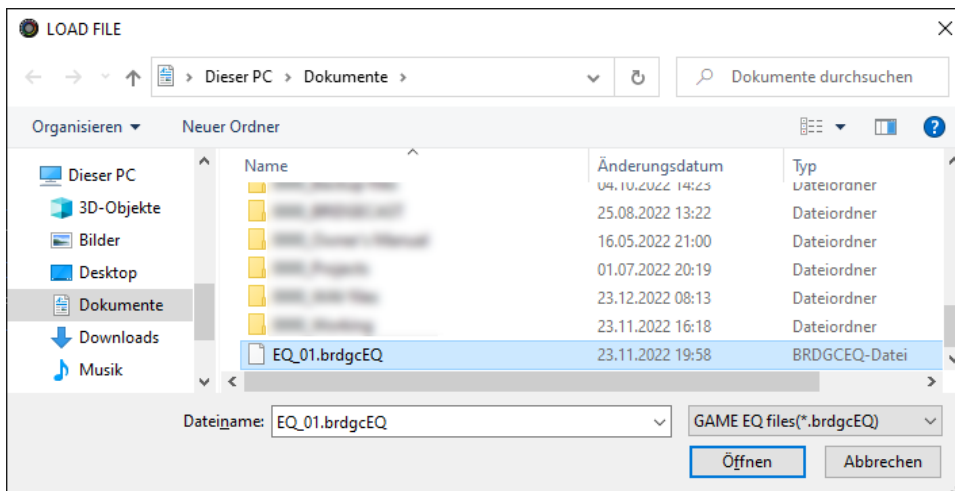 LOAD FILE
Dieser PC > Dokumente >
Dokumente durchsuchen
Organisieren
Neuer Ordner
?
Name Änderungsdatum Typ
Dieser PC
3D-Objekte
Bilder
Desktop
Dokumente
Downloads
Musik
04.10.2022 14:23 Dateiordner
25.08.2022 13:22 Dateiordner
16.05.2022 21:00 Dateiordner
01.07.2022 20:19 Dateiordner
23.12.2022 08:13 Dateiordner
23.11.2022 16:18 Dateiordner
EQ_01.brdgcEQ 23.11.2022 19:58 BRDGCEQ-Datei
Dateiname: EQ_01.brdgcEQ GAME EQ files(*.brdgcEQ)
Öffnen Abbrechen